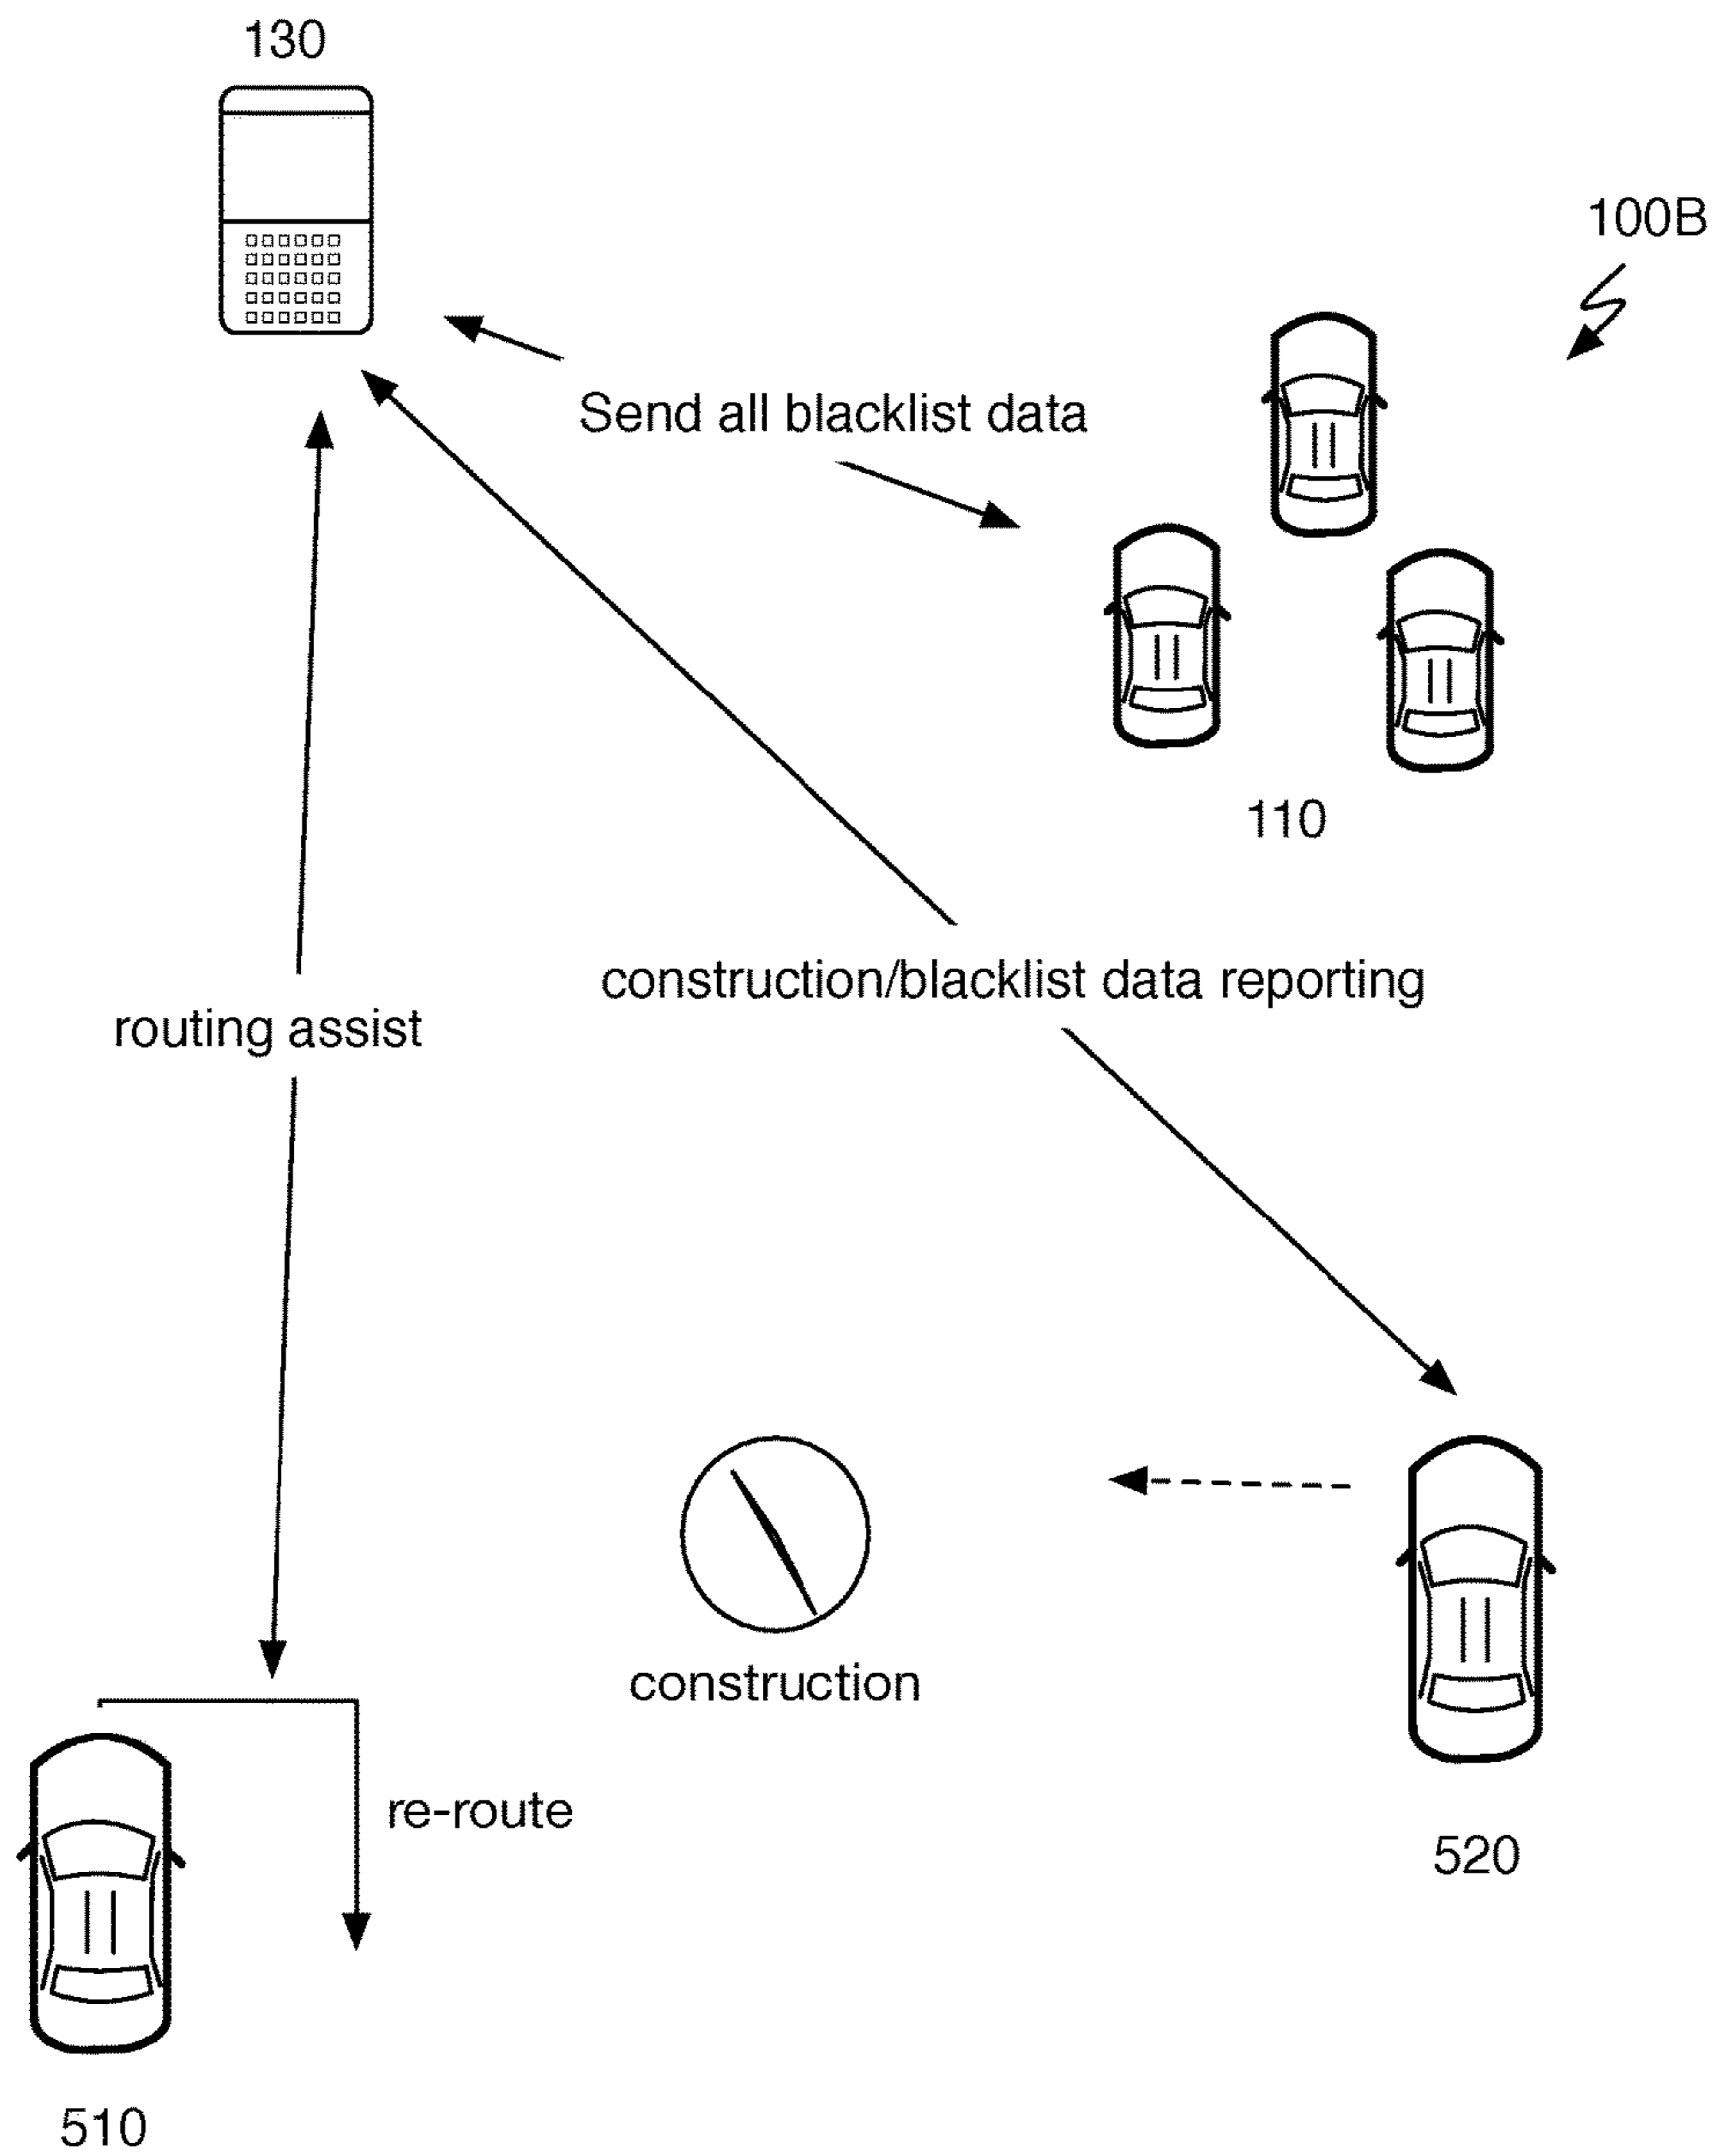 130
100B
Send all blacklist data
110
construction/blacklist data reporting
routing assist
construction
re-route
520
510